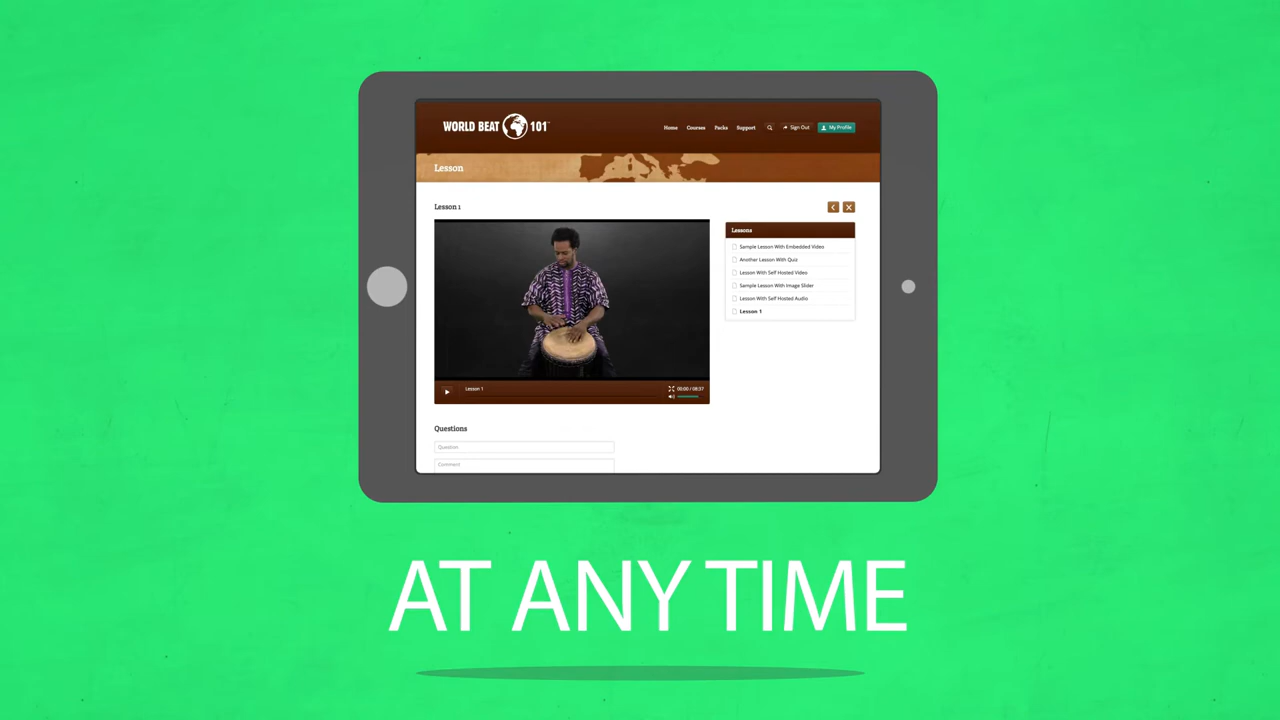 WORLD BEAT 101
Home Courses Packs Support Sign Out My Profile
Lesson
Lesson 1
Lessons
Sample Lesson With Embedded Video
Another Lesson With Quiz
Lesson With Self Hosted Video
Sample Lesson With Image Slider
Lesson With Self Hosted Audio
Lesson 1
Lesson 1
00:00 / 08:37
Questions
Question
Comment
AT ANY TIME